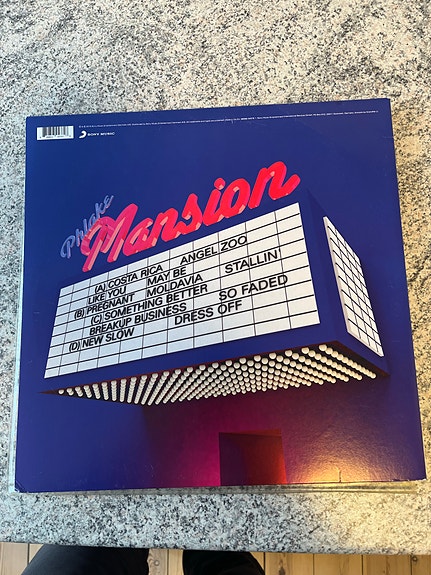 SONY MUSIC
Phlake
Mansion
(A) COSTA RICA ANGEL ZOO
LIKE YOU MAY BE STALLIN
(B) PREGNANT MOLDAVIA
(C) SOMETHING BETTER SO FADED
BREAKUP BUSINESS DRESS OFF
(D) NEW SLOW